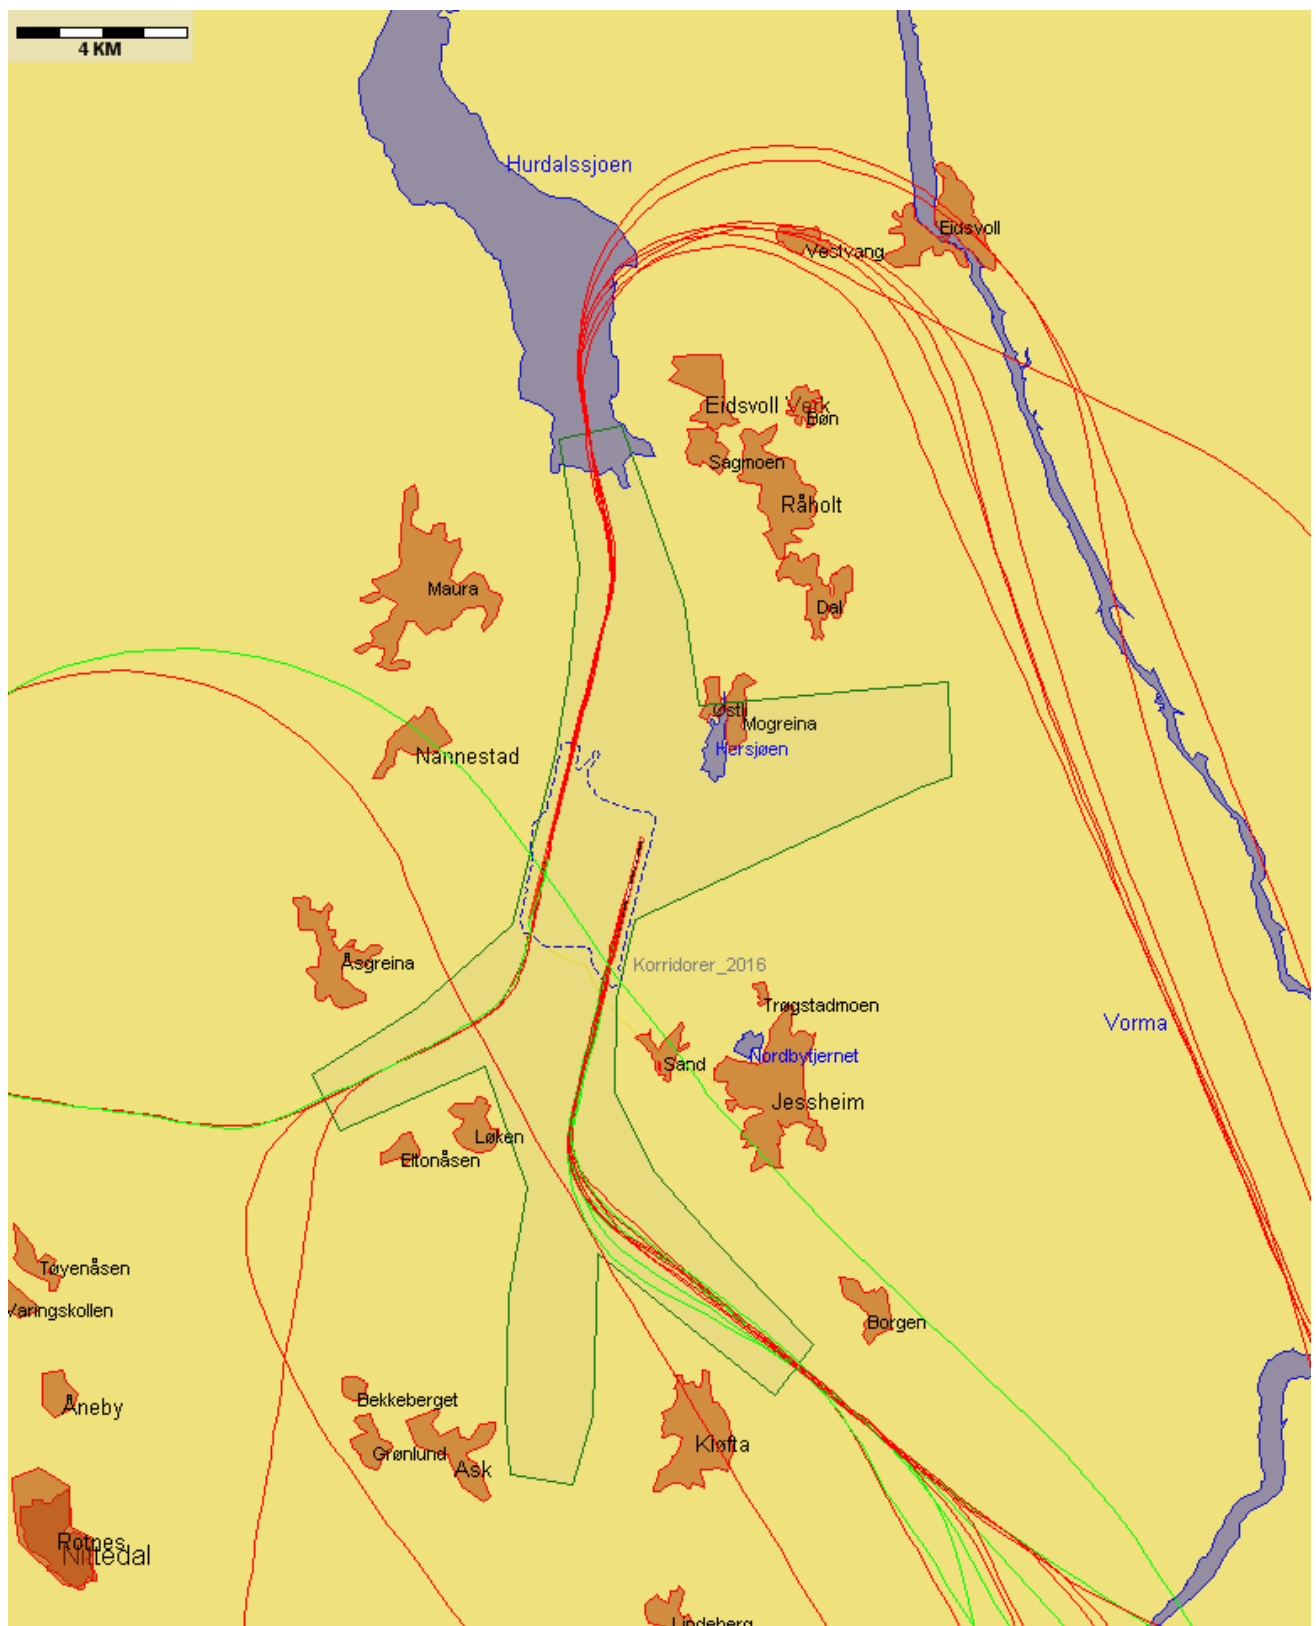 4 KM
Hurdalssjoen
Eidsvoll
Vestvang
Eidsvoll Verk
Bøn
Sagmoen
Råholt
Maura
Dal
Mogreina
Nannestad
Hersjøen
Åsgreina
Korridorer_2016
Trøgstadmoen
Vorma
Nordbytjernet
Sand
Jessheim
Løken
Eltonåsen
Tøyenåsen
Varingskollen
Borgen
Bekkeberget
Åneby
Grønlund
Ask
Kløfta
Rotnes
Nittedal
Lindeberg